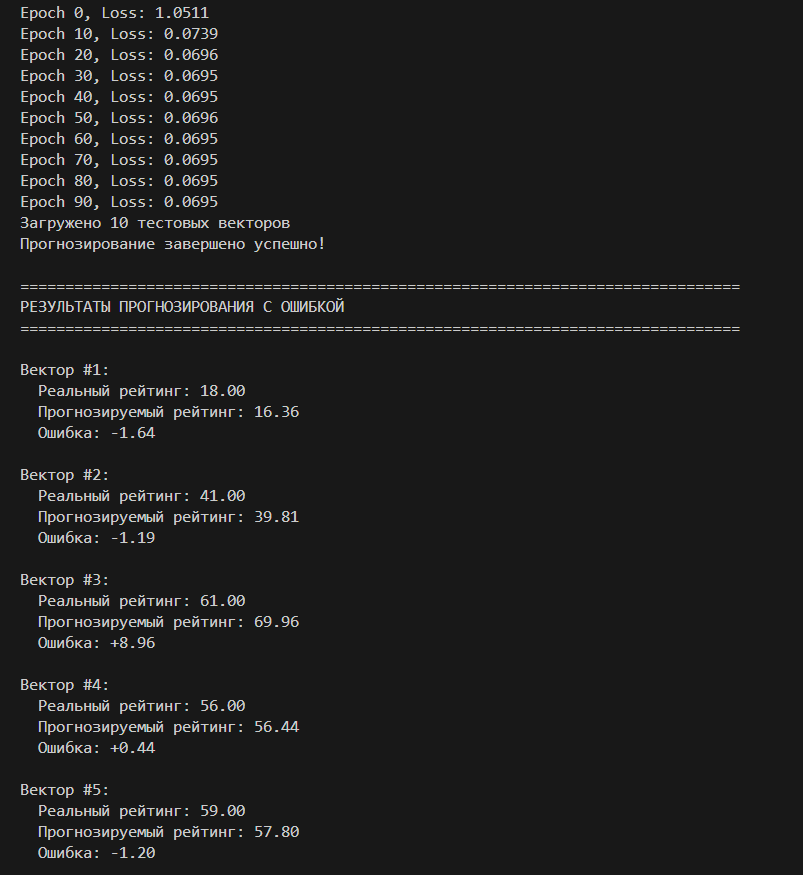 Epoch 0, Loss: 1.0511
Epoch 10, Loss: 0.0739
Epoch 20, Loss: 0.0696
Epoch 30, Loss: 0.0695
Epoch 40, Loss: 0.0695
Epoch 50, Loss: 0.0696
Epoch 60, Loss: 0.0695
Epoch 70, Loss: 0.0695
Epoch 80, Loss: 0.0695
Epoch 90, Loss: 0.0695
Загружено 10 тестовых векторов
Прогнозирование завершено успешно!
================================================================================
РЕЗУЛЬТАТЫ ПРОГНОЗИРОВАНИЯ С ОШИБКОЙ
================================================================================
Вектор #1:
Реальный рейтинг: 18.00
Прогнозируемый рейтинг: 16.36
Ошибка: -1.64
Вектор #2:
Реальный рейтинг: 41.00
Прогнозируемый рейтинг: 39.81
Ошибка: -1.19
Вектор #3:
Реальный рейтинг: 61.00
Прогнозируемый рейтинг: 69.96
Ошибка: +8.96
Вектор #4:
Реальный рейтинг: 56.00
Прогнозируемый рейтинг: 56.44
Ошибка: +0.44
Вектор #5:
Реальный рейтинг: 59.00
Прогнозируемый рейтинг: 57.80
Ошибка: -1.20